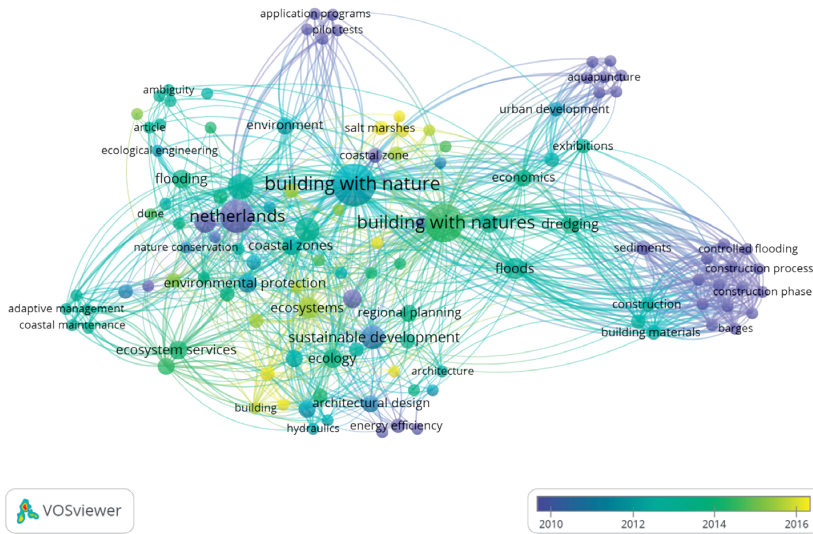 application programs
pilot tests
aquapuncture
ambiguity
urban development
article
environment
salt marshes
exhibitions
ecological engineering
coastal zone
flooding
building with nature
economics
dune
netherlands
building with natures
dredging
nature conservation
coastal zones
sediments
controlled flooding
floods
construction process
environmental protection
construction phase
adaptive management
ecosystems
regional planning
construction
coastal maintenance
barges
building materials
sustainable development
ecosystem services
ecology
architecture
building
architectural design
hydraulics
energy efficiency
VOSviewer
2010
2012
2014
2016